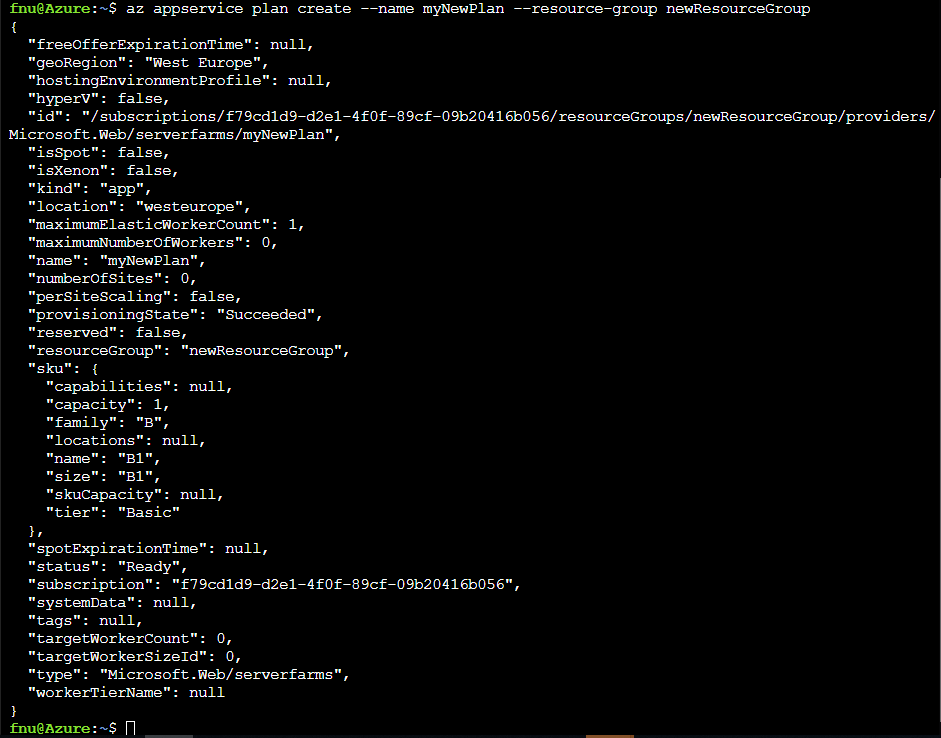 fnu@Azure:~$ az appservice plan create --name myNewPlan --resource-group newResourceGroup
{
  "freeOfferExpirationTime": null,
  "geoRegion": "West Europe",
  "hostingEnvironmentProfile": null,
  "hyperV": false,
  "id": "/subscriptions/f79cd1d9-d2e1-4f0f-89cf-09b20416b056/resourceGroups/newResourceGroup/providers/
Microsoft.Web/serverfarms/myNewPlan",
  "isSpot": false,
  "isXenon": false,
  "kind": "app",
  "location": "westeurope",
  "maximumElasticWorkerCount": 1,
  "maximumNumberOfWorkers": 0,
  "name": "myNewPlan",
  "numberOfSites": 0,
  "perSiteScaling": false,
  "provisioningState": "Succeeded",
  "reserved": false,
  "resourceGroup": "newResourceGroup",
  "sku": {
    "capabilities": null,
    "capacity": 1,
    "family": "B",
    "locations": null,
    "name": "B1",
    "size": "B1",
    "skuCapacity": null,
    "tier": "Basic"
  },
  "spotExpirationTime": null,
  "status": "Ready",
  "subscription": "f79cd1d9-d2e1-4f0f-89cf-09b20416b056",
  "systemData": null,
  "tags": null,
  "targetWorkerCount": 0,
  "targetWorkerSizeId": 0,
  "type": "Microsoft.Web/serverfarms",
  "workerTierName": null
}
fnu@Azure:~$